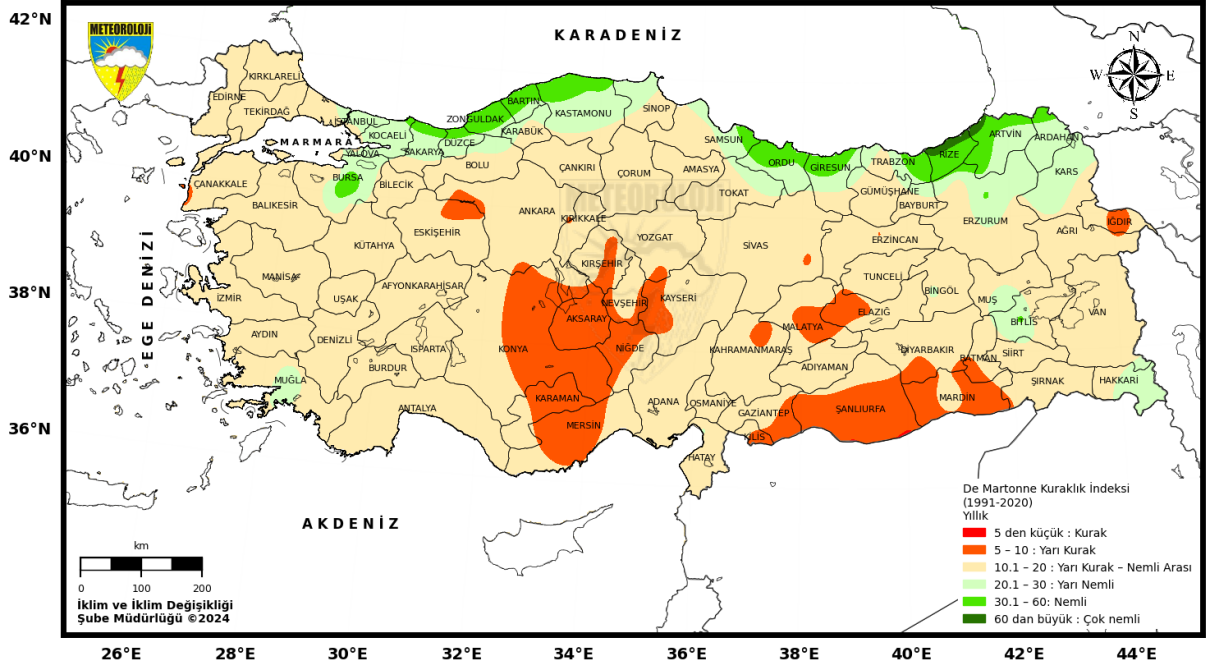 42°N
40°N
38°N
36°N
METEOROLOJİ
KARADENİZ
N
W E
S
KIRKLARELİ
EDİRNE
TEKİRDAĞ
İSTANBUL
KOCAELİ
MARMARA
YALOVA
SAKARYA
DÜZCE
ZONGULDAK
BARTIN
KARABÜK
KASTAMONU
SİNOP
SAMSUN
ORDU
GİRESUN
TRABZON
RİZE
ARTVİN
ARDAHAN
KARS
ÇANAKKALE
BURSA
BİLECİK
BOLU
ÇANKIRI
ÇORUM
AMASYA
TOKAT
GÜMÜŞHANE
BAYBURT
ERZURUM
IĞDIR
AĞRI
METEOROLOJİ
BALIKESİR
KÜTAHYA
ESKİŞEHİR
ANKARA
KIRIKKALE
YOZGAT
SİVAS
ERZİNCAN
EGE DENİZİ
MANİSA
İZMİR
UŞAK
AFYONKARAHİSAR
KIRŞEHİR
NEVŞEHİR
KAYSERİ
TUNCELİ
BİNGÖL
MUŞ
BİTLİS
VAN
AYDIN
DENİZLİ
ISPARTA
BURDUR
KONYA
AKSARAY
NİĞDE
KAHRAMANMARAŞ
MALATYA
ELAZIĞ
ADIYAMAN
DİYARBAKIR
BATMAN
SİİRT
ŞIRNAK
HAKKARİ
MUĞLA
ANTALYA
KARAMAN
MERSİN
ADANA
OSMANİYE
GAZİANTEP
KİLİS
HATAY
ŞANLIURFA
MARDİN
AKDENİZ
km
0 100 200
İklim ve İklim Değişikliği
Şube Müdürlüğü ©2024
De Martonne Kuraklık İndeksi
(1991-2020)
Yıllık
5 den küçük : Kurak
5 – 10 : Yarı Kurak
10.1 – 20 : Yarı Kurak – Nemli Arası
20.1 – 30 : Yarı Nemli
30.1 – 60: Nemli
60 dan büyük : Çok nemli
26°E 28°E 30°E 32°E 34°E 36°E 38°E 40°E 42°E 44°E